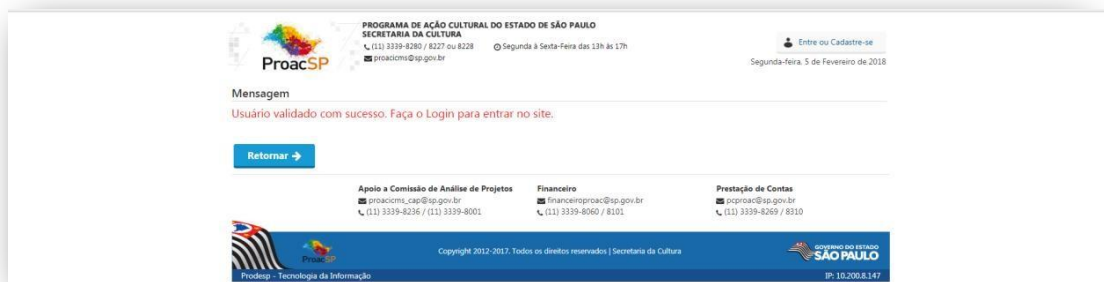 PROGRAMA DE AÇÃO CULTURAL DO ESTADO DE SÃO PAULO
SECRETARIA DA CULTURA
(11) 3339-8280 / 8227 ou 8228 Segunda à Sexta-Feira das 13h às 17h
proacicms@sp.gov.br
ProacSP
Entre ou Cadastre-se
Segunda-feira, 5 de Fevereiro de 2018
Mensagem
Usuário validado com sucesso. Faça o Login para entrar no site.
Retornar
Apoio a Comissão de Análise de Projetos
proacicms_cap@sp.gov.br
(11) 3339-8236 / (11) 3339-8001
Financeiro
financeiroproac@sp.gov.br
(11) 3339-8060 / 8101
Prestação de Contas
pcproac@sp.gov.br
(11) 3339-8269 / 8310
ProacSP
Copyright 2012-2017. Todos os direitos reservados | Secretaria da Cultura
GOVERNO DO ESTADO
SÃO PAULO
Prodesp - Tecnologia da Informação
IP: 10.200.8.147